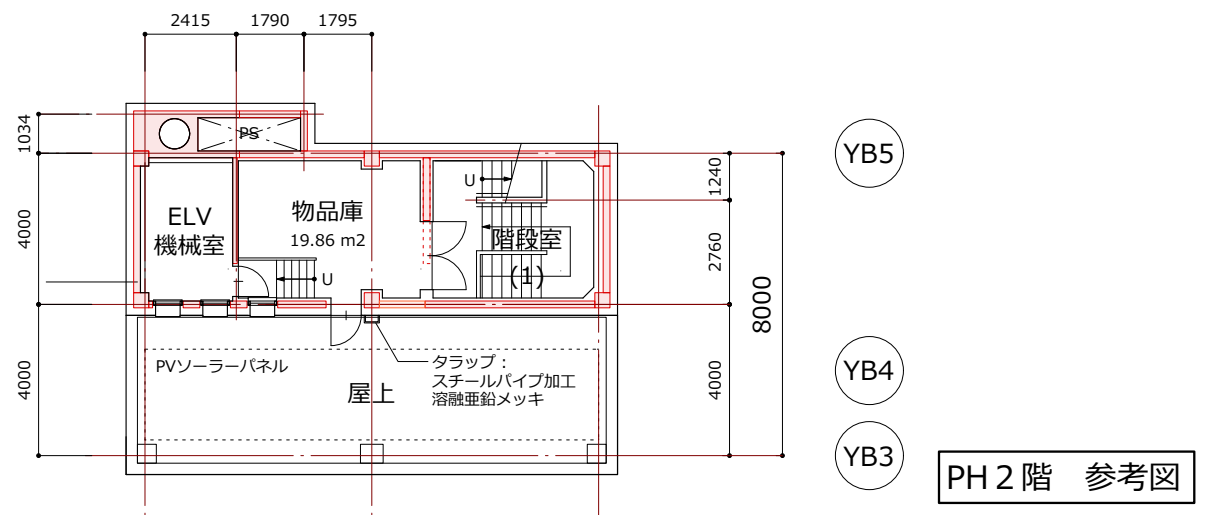 2415 1790 1795
1034
4000
4000
PS
ELV
機械室
物品庫
19.86 m2
U
U
階段室
(1)
1240
2760
4000
8000
PVソーラーパネル
屋上
タラップ：
スチールパイプ加工
溶融亜鉛メッキ
YB5
YB4
YB3
PH２階　参考図